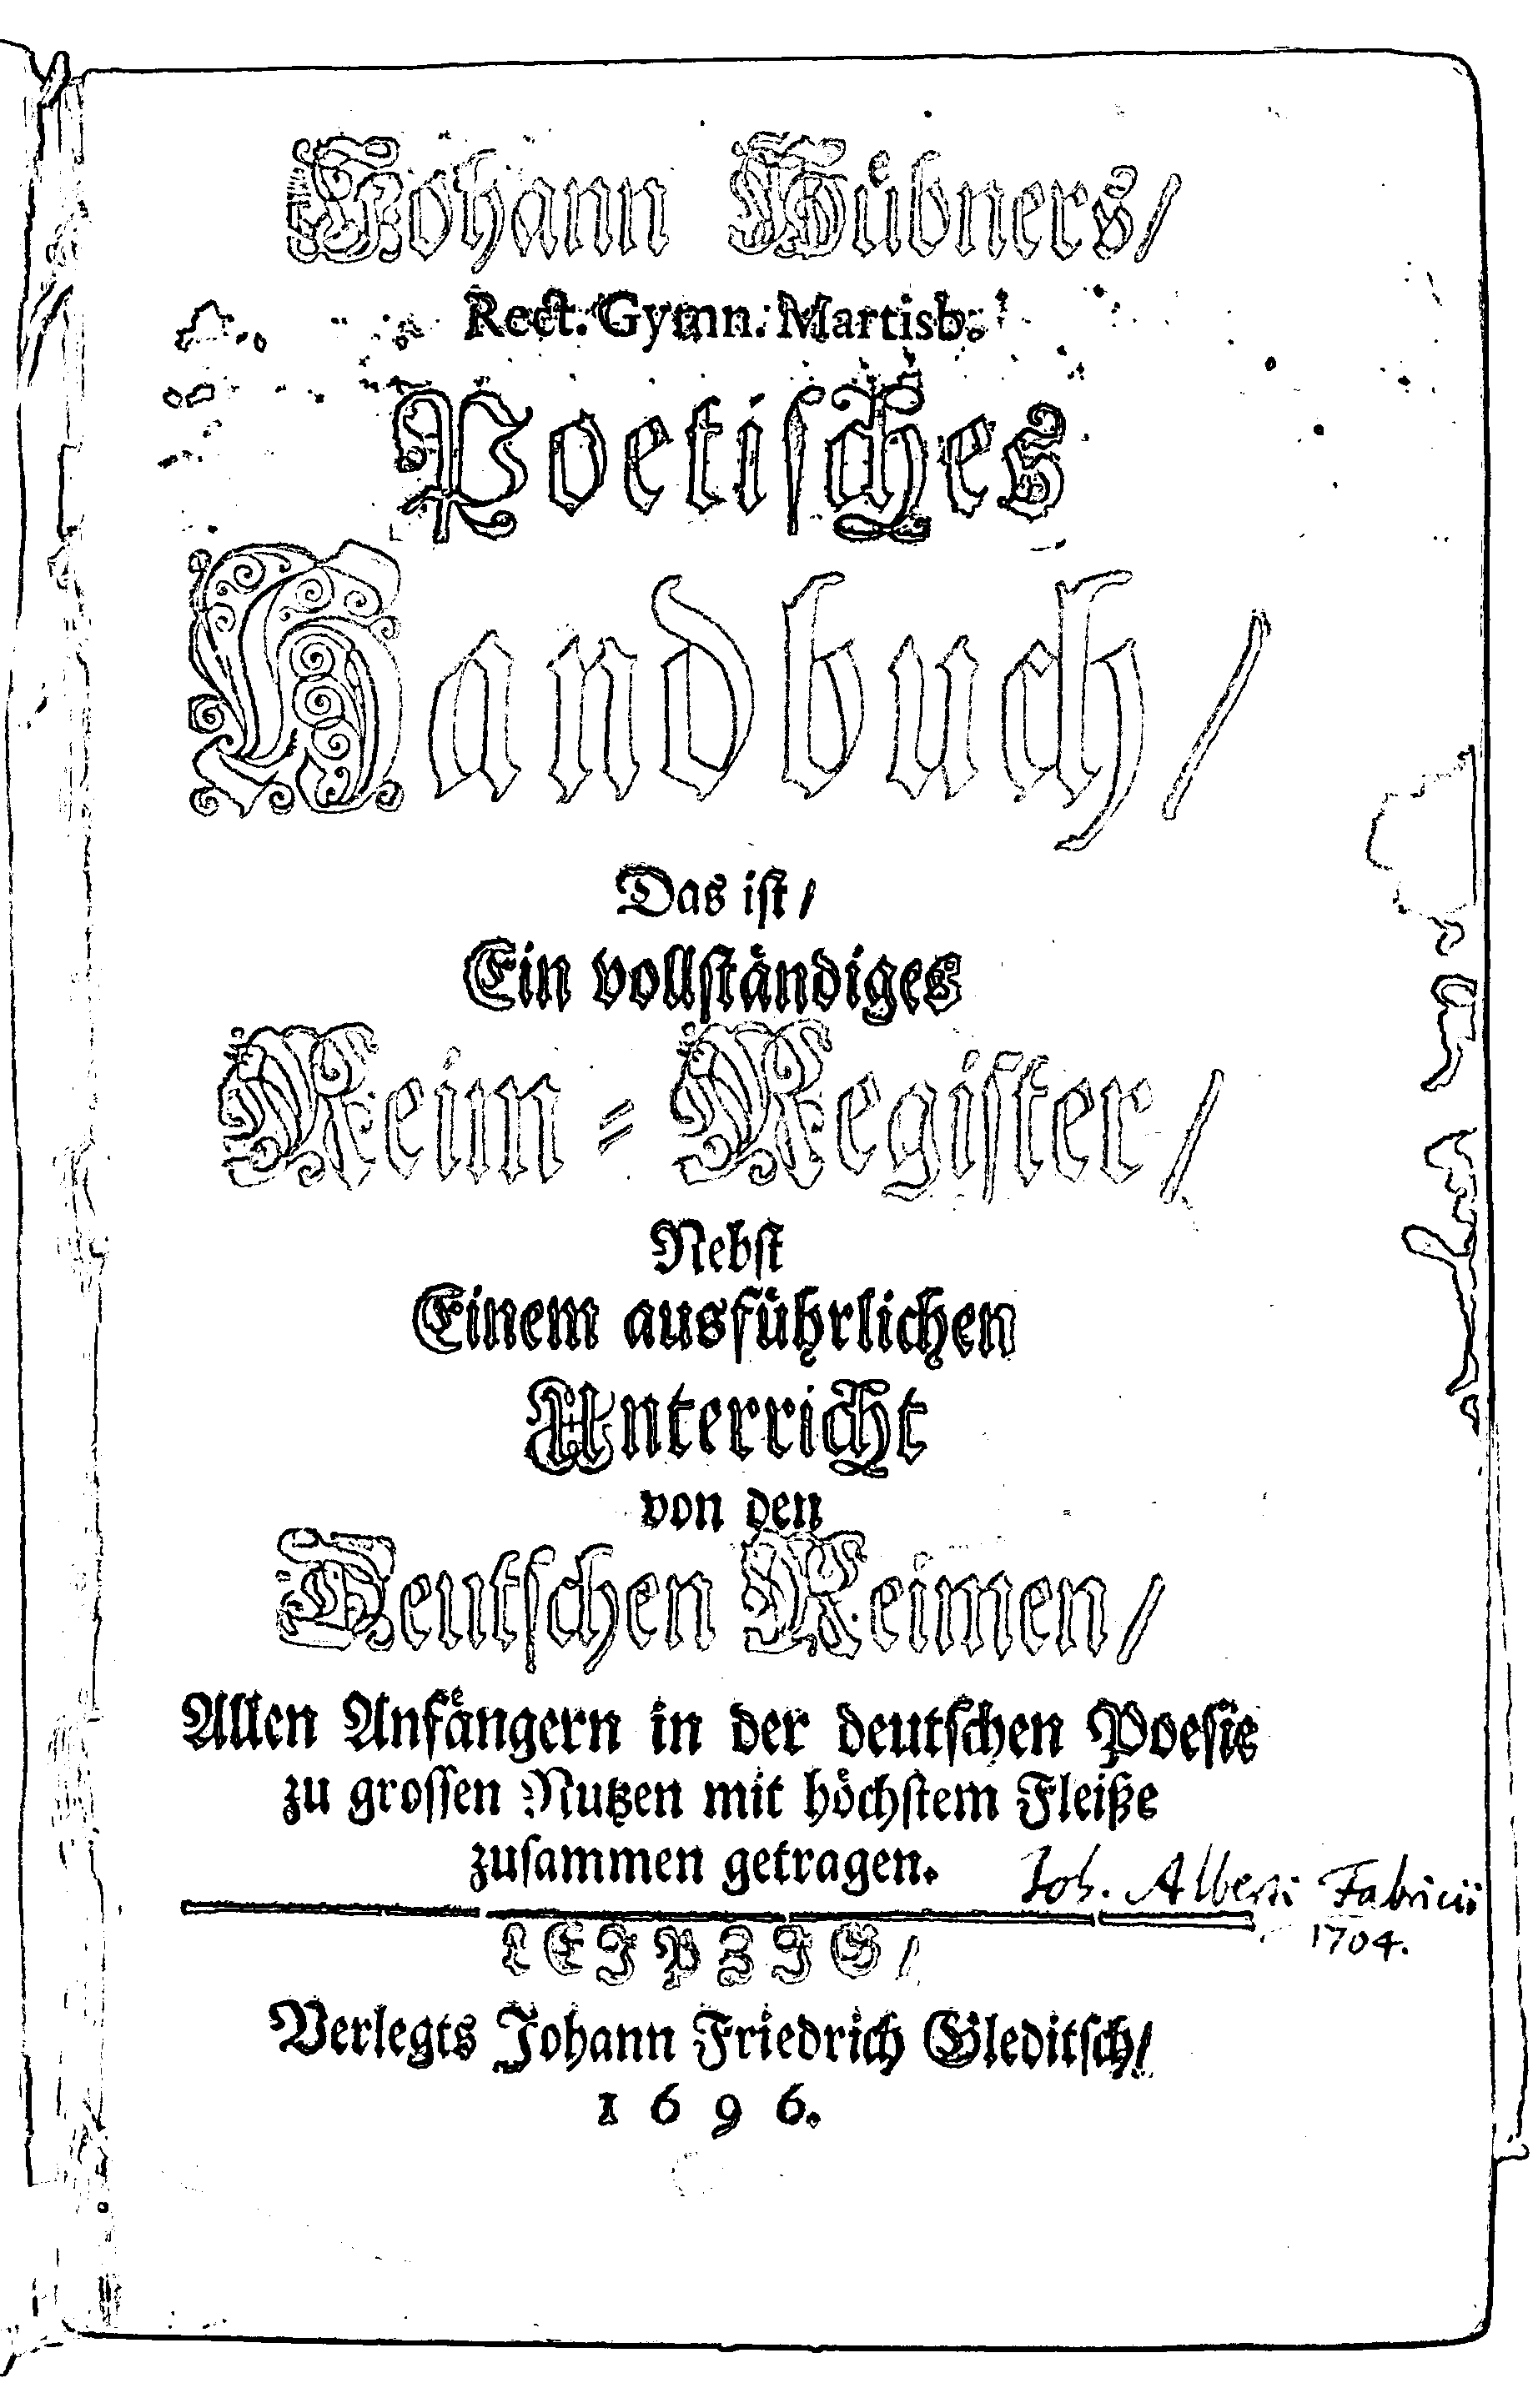 Johann Hübners/
Rect. Gymn. Martisb.
Poetisches
Handbuch/
Das ist/
Ein vollständiges
Reim-Register/
Nebst
Einem ausführlichen
Unterricht
von den
Deutschen Reimen/
Allen Anfängern in der deutschen Poesie
zu grossen Nutzen mit höchstem Fleiße
zusammen getragen.
Joh. Alberti Fabricii
1704.
LEJPZJG/
Verlegts Johann Friedrich Gleditsch/
1696.